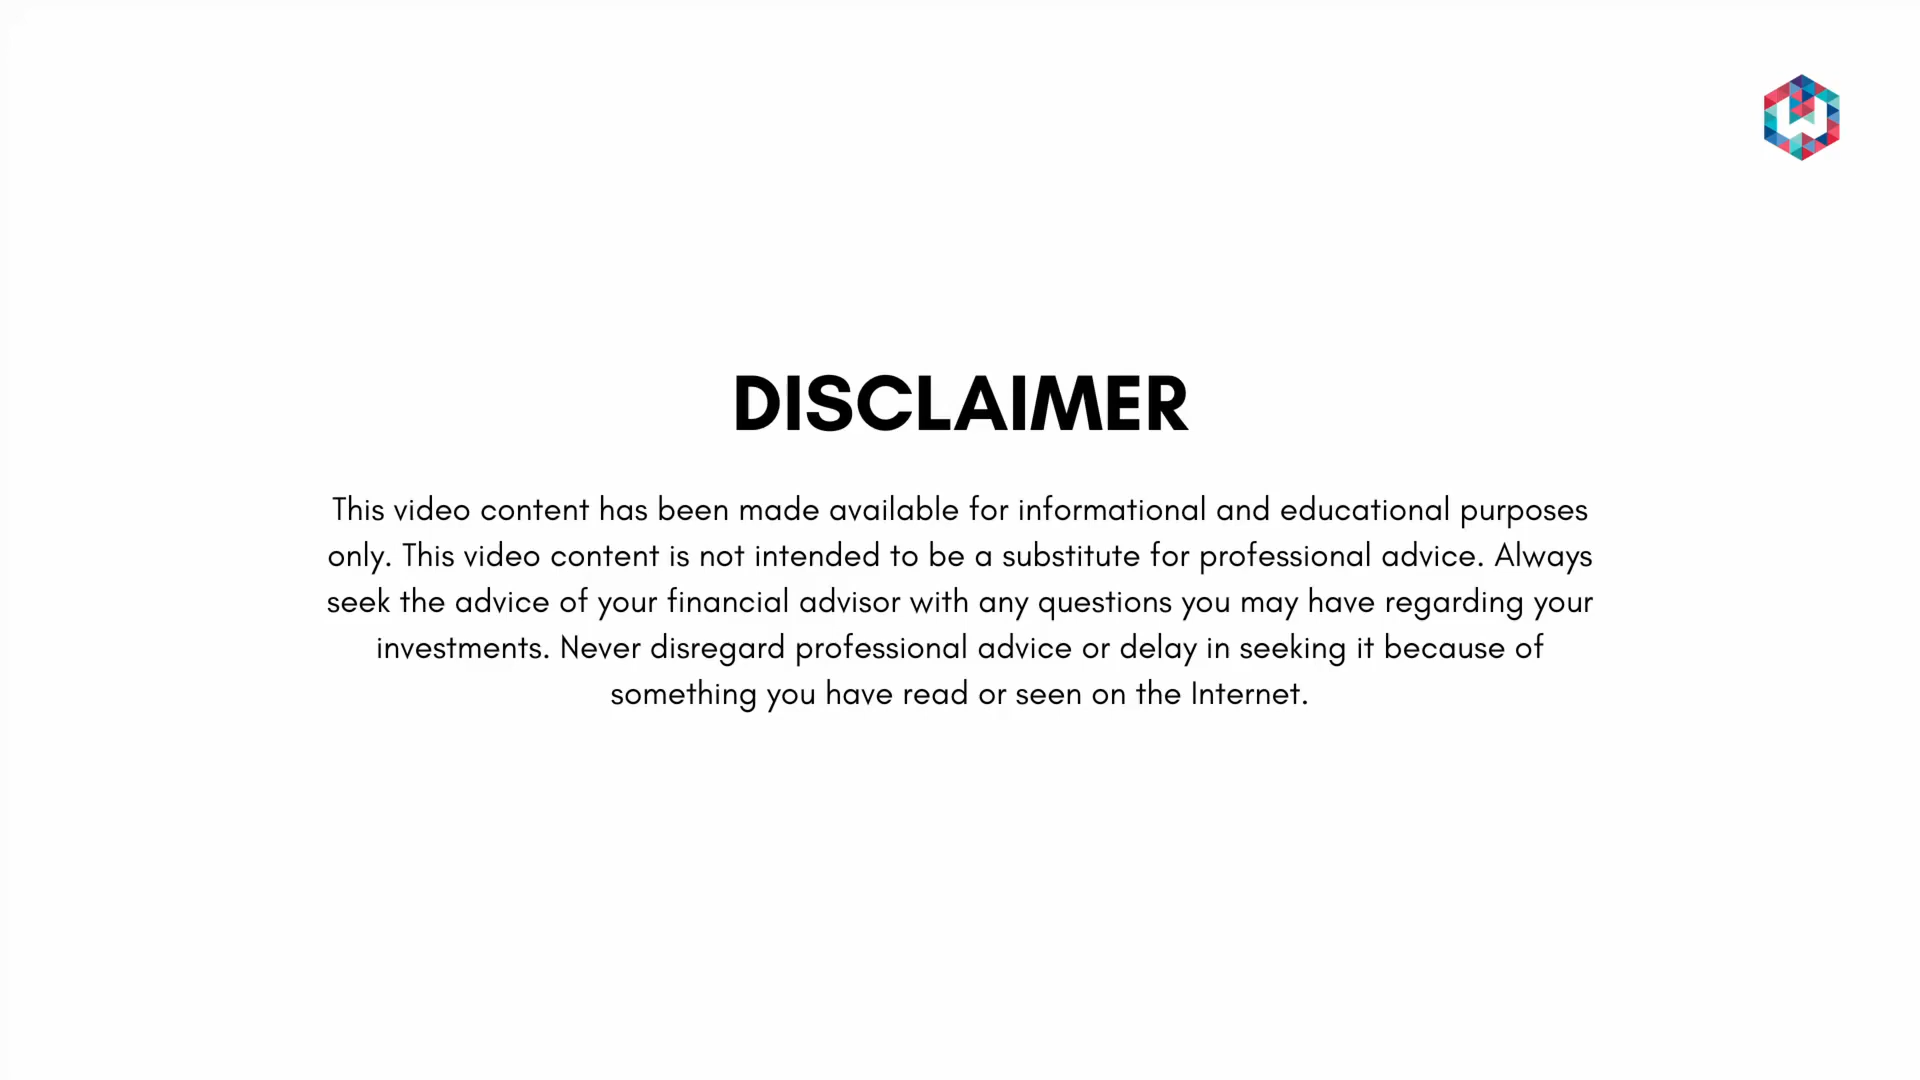 DISCLAIMER
This video content has been made available for informational and educational purposes
only. This video content is not intended to be a substitute for professional advice. Always
seek the advice of your financial advisor with any questions you may have regarding your
investments. Never disregard professional advice or delay in seeking it because of
something you have read or seen on the Internet.